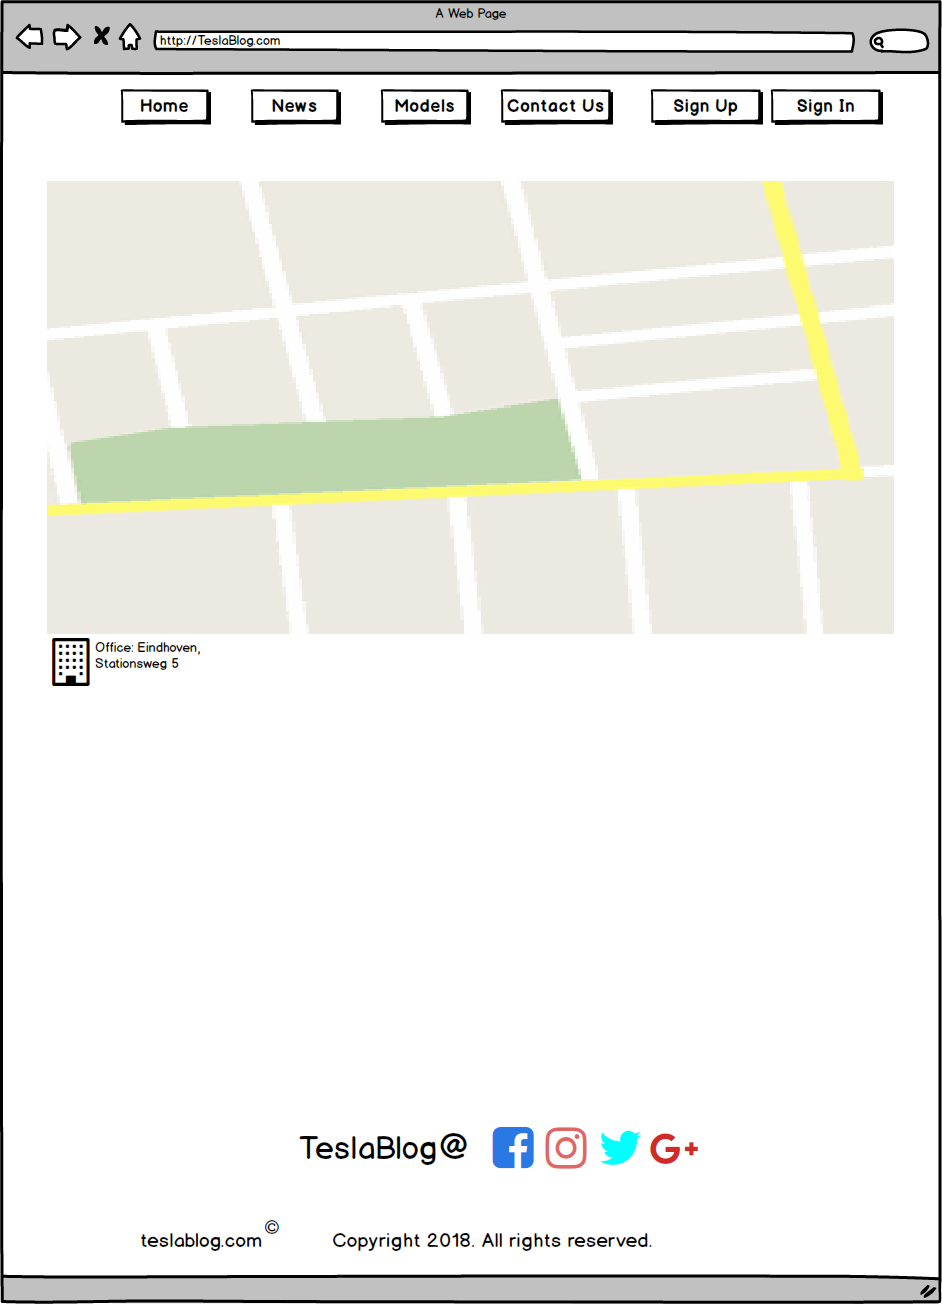 A Web Page
http://TeslaBlog.com
Home News Models Contact Us Sign Up Sign In
Office: Eindhoven,
Stationsweg 5
TeslaBlog@ f G+
teslablog.com© Copyright 2018. All rights reserved.